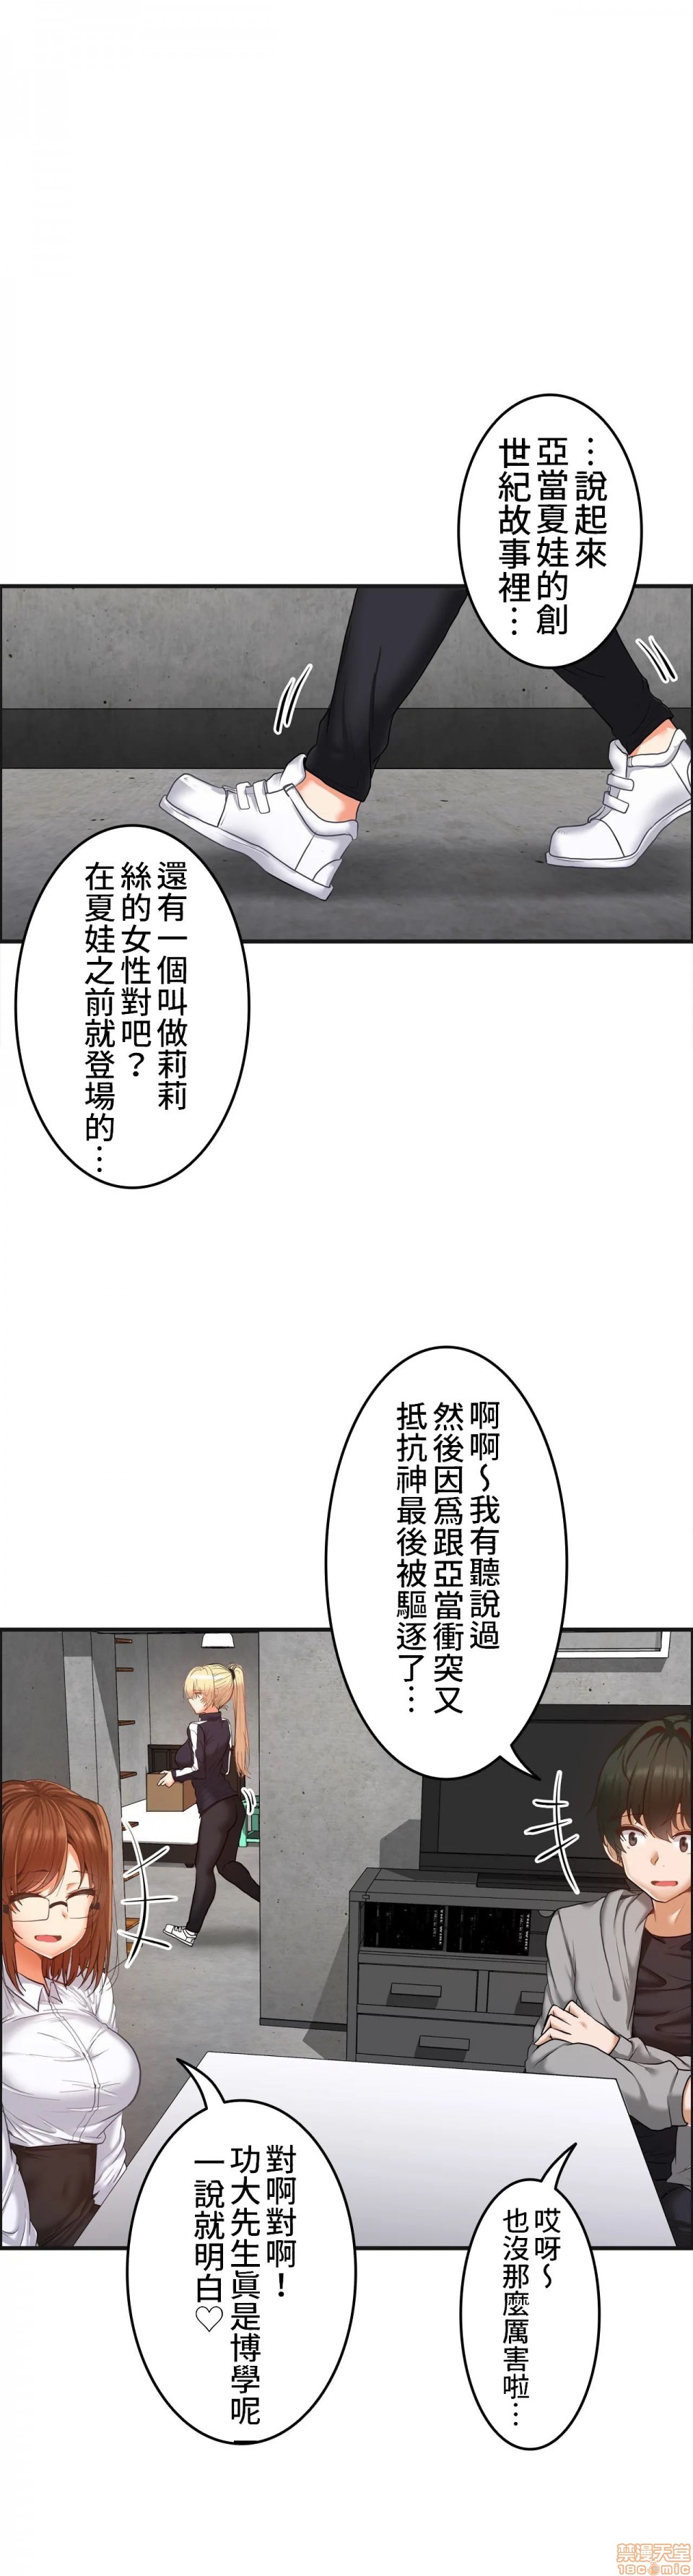 …說起來
亞當夏娃的創
世紀故事裡…
還有一個叫做莉莉
絲的女性對吧？
在夏娃之前就登場的…
啊啊～我有聽說過
然後因爲跟亞當衝突又
抵抗神最後被驅逐了…
對啊對啊！
功大先生眞是博學呢
一說就明白♡
哎呀～
也沒那麼厲害啦…
禁漫天堂
18comic